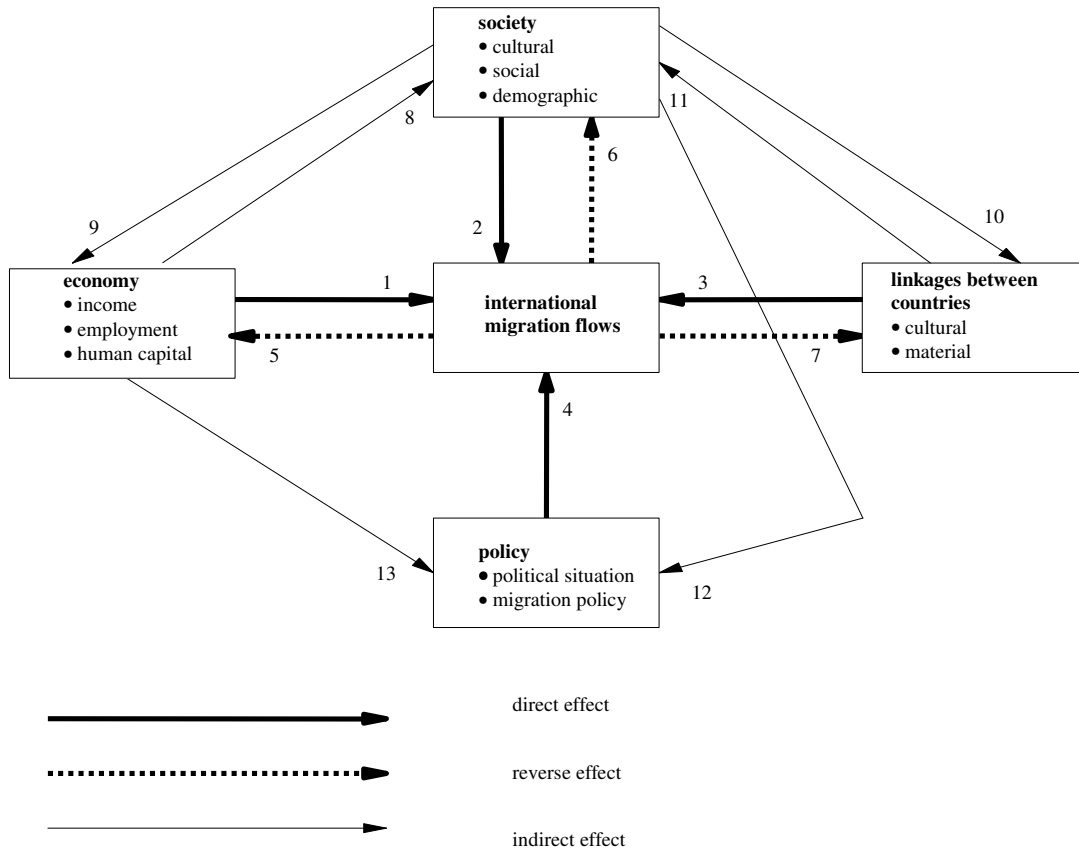 society
• cultural
• social
• demographic
8
11
6
9
2
10
economy
• income
• employment
• human capital
1
5
international
migration flows
3
7
linkages between
countries
• cultural
• material
4
policy
• political situation
• migration policy
13
12
direct effect
reverse effect
indirect effect